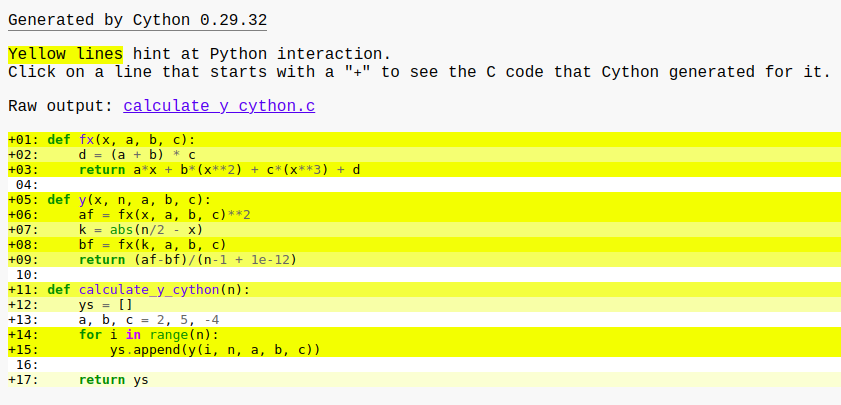 Generated by Cython 0.29.32
Yellow lines hint at Python interaction.
Click on a line that starts with a "+" to see the C code that Cython generated for it.
Raw output: calculate_y_cython.c
+01: def fx(x, a, b, c):
+02:     d = (a + b) * c
+03:     return a*x + b*(x**2) + c*(x**3) + d
 04:
+05: def y(x, n, a, b, c):
+06:     af = fx(x, a, b, c)**2
+07:     k = abs(n/2 - x)
+08:     bf = fx(k, a, b, c)
+09:     return (af-bf)/(n-1 + 1e-12)
 10:
+11: def calculate_y_cython(n):
+12:     ys = []
+13:     a, b, c = 2, 5, -4
+14:     for i in range(n):
+15:         ys.append(y(i, n, a, b, c))
 16:
+17:     return ys